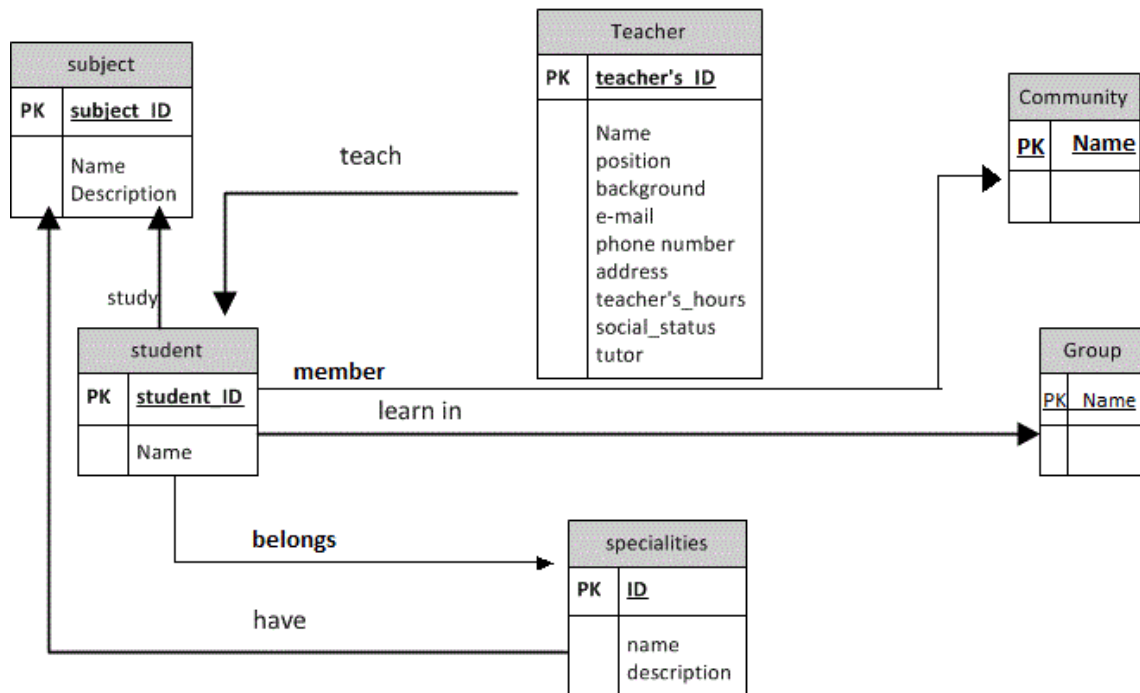 subject
PK subject_ID
Name
Description
Teacher
PK teacher's_ID
Name
position
background
e-mail
phone number
address
teacher's_hours
social_status
tutor
Community
PK Name
teach
study
student
PK student_ID
Name
member
learn in
Group
PK Name
belongs
specialities
PK ID
name
description
have